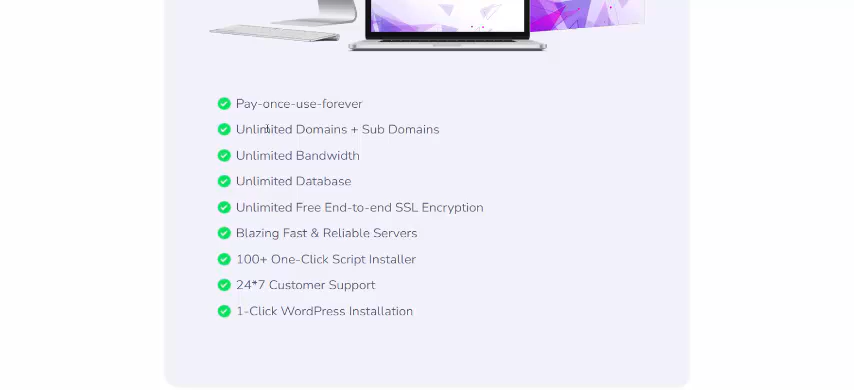 Pay-once-use-forever
Unlimited Domains + Sub Domains
Unlimited Bandwidth
Unlimited Database
Unlimited Free End-to-end SSL Encryption
Blazing Fast & Reliable Servers
100+ One-Click Script Installer
24*7 Customer Support
1-Click WordPress Installation